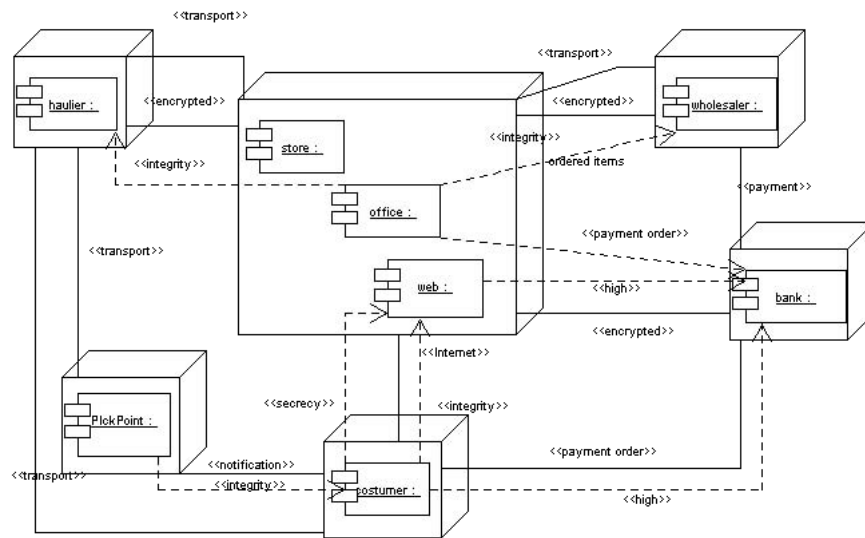 <<transport>>
<<transport>>
haulier :
<<encrypted>>
<<encrypted>>
wholesaler :
<<integrity>>
store :
<<integrity>>
ordered items
<<payment>>
office :
<<payment order>>
<<transport>>
web :
<<high>>
bank :
<<encrypted>>
<<Internet>>
<<secrecy>>
<<integrity>>
PickPoint :
<<payment order>>
<<notification>>
<<transport>>
<<integrity>>
costumer :
<<high>>